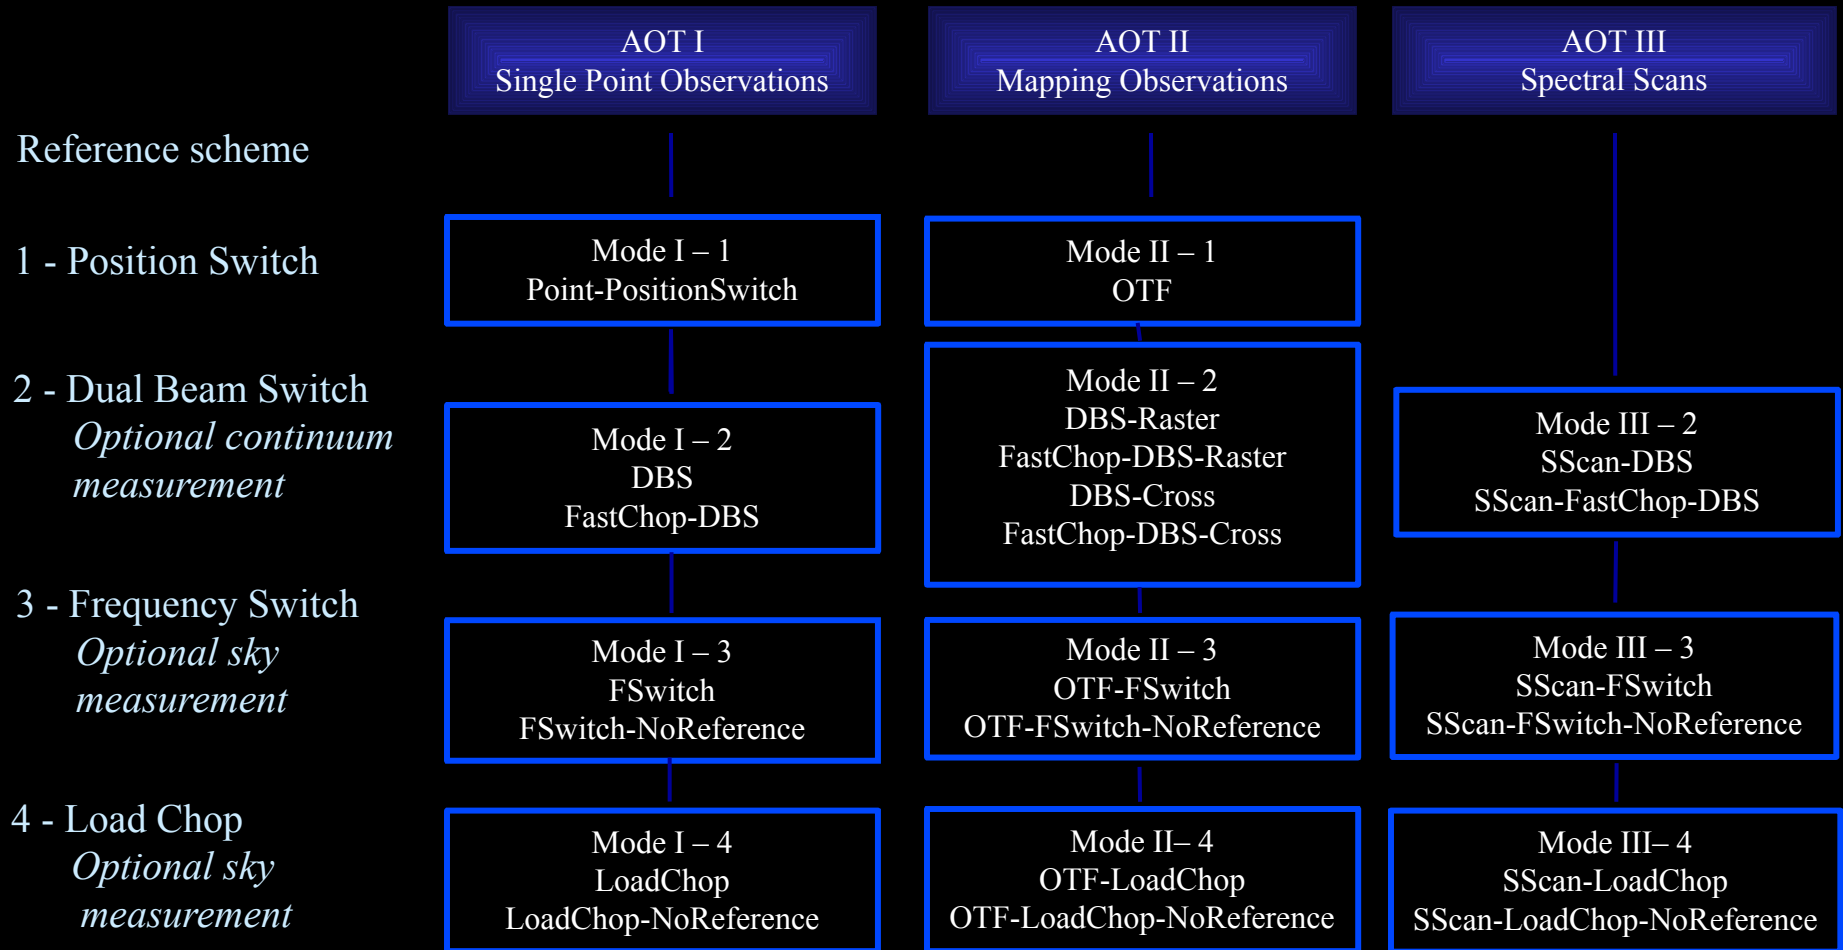 AOT I
Single Point Observations
AOT II
Mapping Observations
AOT III
Spectral Scans
Reference scheme
1 - Position Switch
Mode I – 1
Point-PositionSwitch
Mode II – 1
OTF
2 - Dual Beam Switch
Optional continuum
measurement
Mode I – 2
DBS
FastChop-DBS
Mode II – 2
DBS-Raster
FastChop-DBS-Raster
DBS-Cross
FastChop-DBS-Cross
Mode III – 2
SScan-DBS
SScan-FastChop-DBS
3 - Frequency Switch
Optional sky
measurement
Mode I – 3
FSwitch
FSwitch-NoReference
Mode II – 3
OTF-FSwitch
OTF-FSwitch-NoReference
Mode III – 3
SScan-FSwitch
SScan-FSwitch-NoReference
4 - Load Chop
Optional sky
measurement
Mode I – 4
LoadChop
LoadChop-NoReference
Mode II– 4
OTF-LoadChop
OTF-LoadChop-NoReference
Mode III– 4
SScan-LoadChop
SScan-LoadChop-NoReference